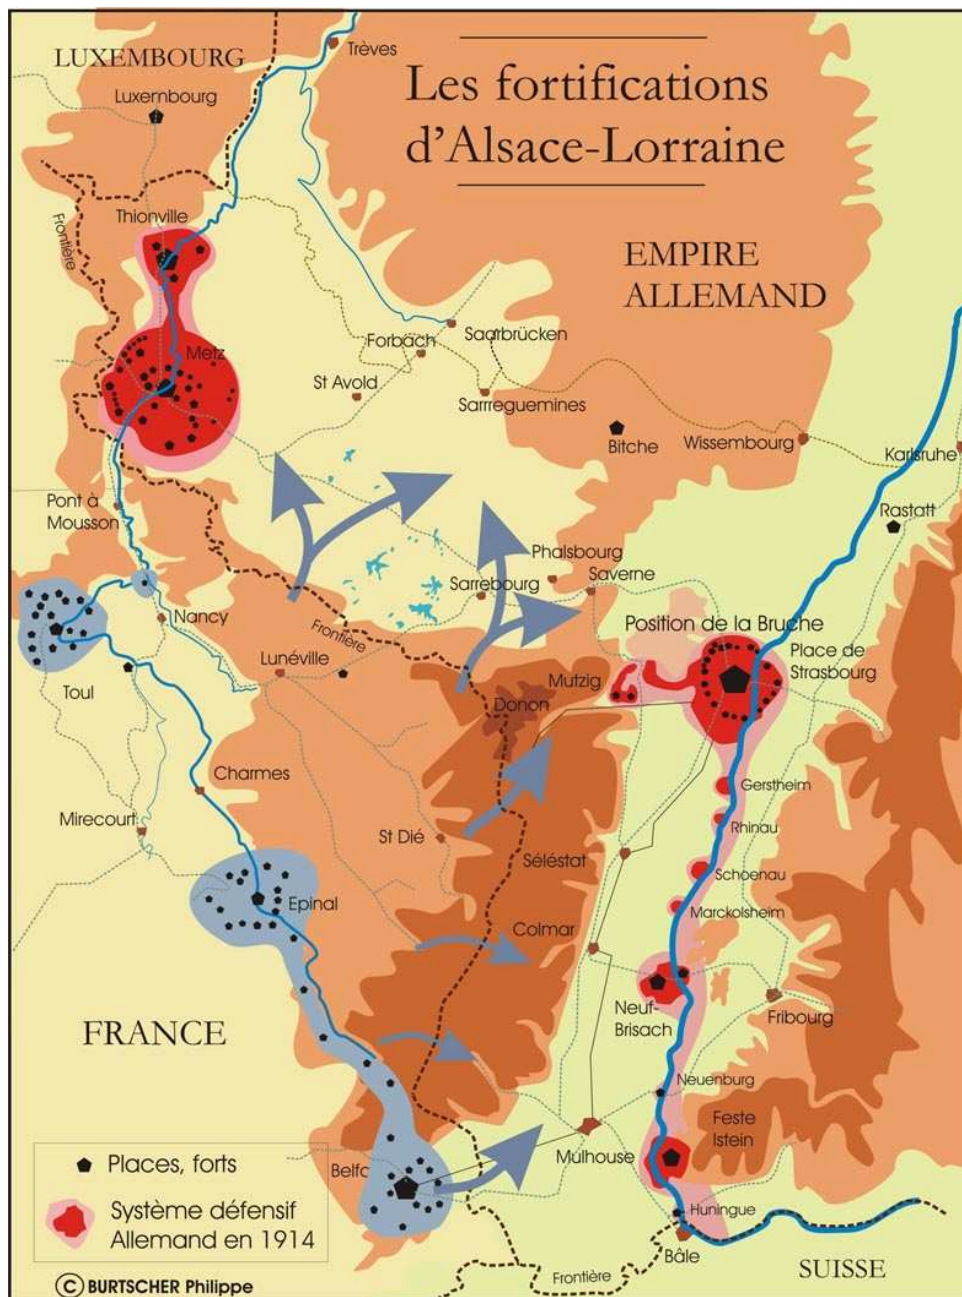 LUXEMBOURG
Trèves
Luxembourg
Les fortifications
d'Alsace-Lorraine
Frontière
Thionville
EMPIRE
ALLEMAND
Metz
Forbach
Saarbrücken
St Avold
Sarrreguemines
Bitche
Wissembourg
Karlsruhe
Pont à
Mousson
Rastatt
Phalsbourg
Sarrebourg
Saverne
Nancy
Frontière
Position de la Bruche
Lunéville
Place de
Strasbourg
Toul
Mutzig
Donon
Charmes
Gerstheim
Mirecourt
Rhinau
St Dié
Séléstat
Schoenau
Epinal
Marckolsheim
Colmar
Neuf-
Brisach
Fribourg
FRANCE
Neuenburg
Feste
Istein
Places, forts
Belfo
Mulhouse
Système défensif
Allemand en 1914
Huningue
Bâle
Frontière
SUISSE
© BURTSCHER Philippe